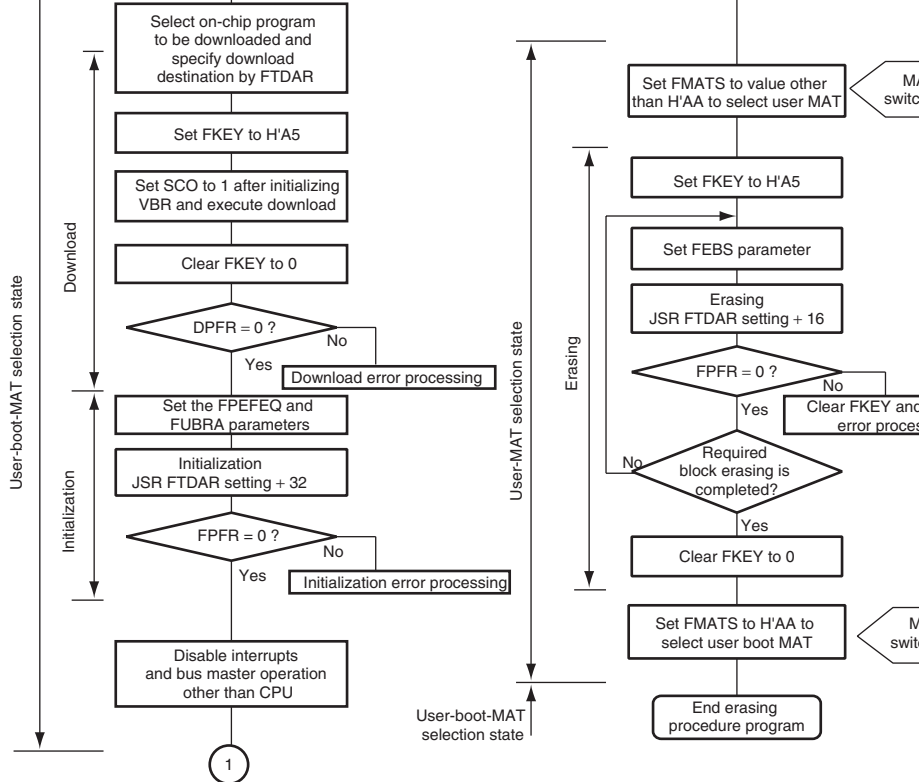 Select on-chip program
to be downloaded and
specify download
destination by FTDAR
Set FKEY to H'A5
Set SCO to 1 after initializing
VBR and execute download
Clear FKEY to 0
DPFR = 0 ?
No
Yes
Download error processing
Set the FPEFEQ and
FUBRA parameters
Initialization
JSR FTDAR setting + 32
FPFR = 0 ?
No
Yes
Initialization error processing
Disable interrupts
and bus master operation
other than CPU
1
User-boot-MAT selection state
Download
Initialization
Set FMATS to value other
than H'AA to select user MAT
Set FKEY to H'A5
Set FEBS parameter
Erasing
JSR FTDAR setting + 16
FPFR = 0 ?
No
Yes
Clear FKEY and
error
Required
block erasing is
completed?
No
Yes
Clear FKEY to 0
Set FMATS to H'AA to
select user boot MAT
End erasing
procedure program
User-MAT selection state
Erasing
User-boot-MAT
selection state